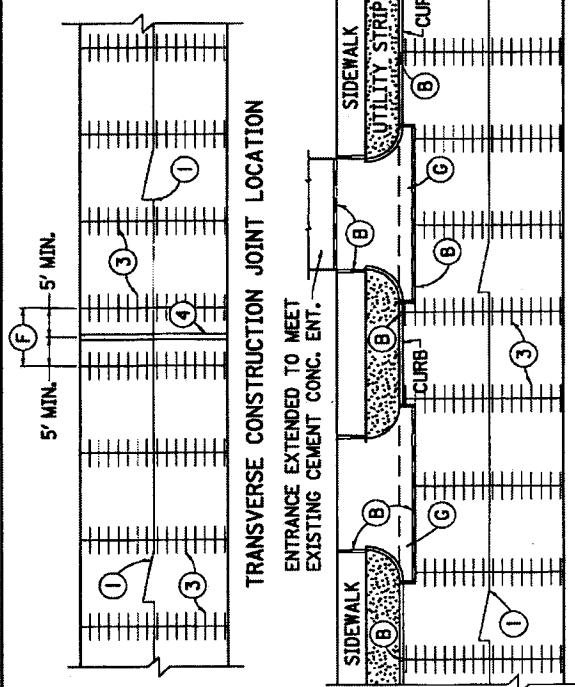 F
5' MIN.
5' MIN.
1
3
4
1
3
TRANSVERSE CONSTRUCTION JOINT LOCATION
ENTRANCE EXTENDED TO MEET
EXISTING CEMENT CONC. ENT.
SIDEWALK
UTILITY STRIP
CUR
B
B
G
B
B
CURB
3
B
G
SIDEWALK
B
1